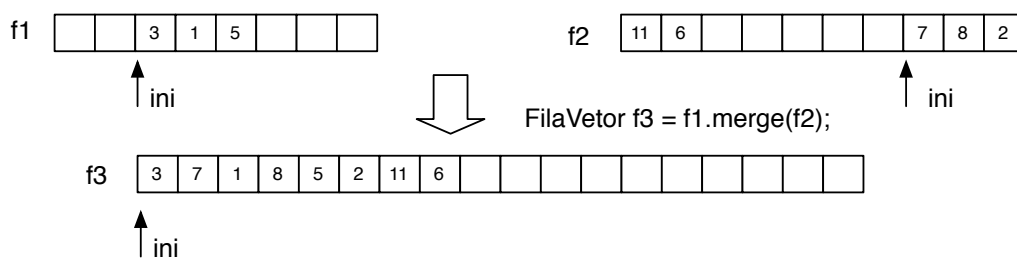 f1 3 1 5
f2 11 6 7 8 2
ini
ini
FilaVetor f3 = f1.merge(f2);
f3 3 7 1 8 5 2 11 6
ini